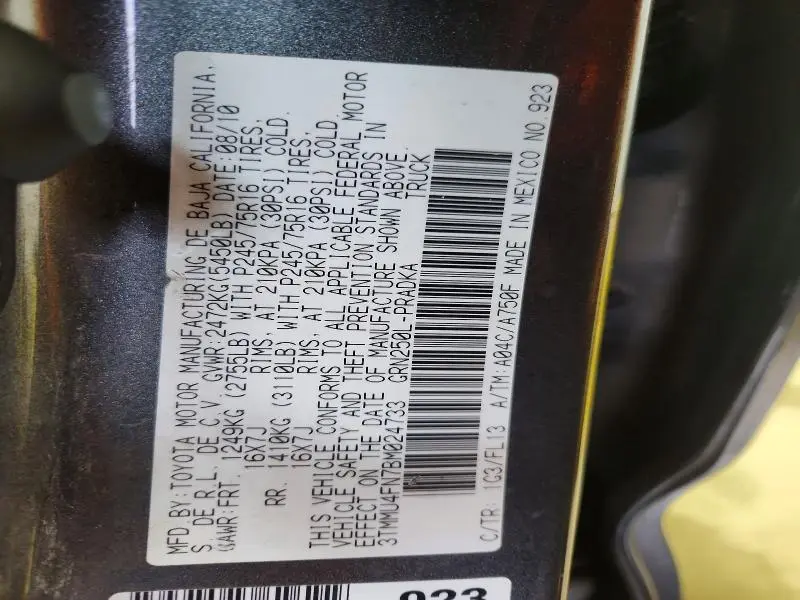 MFD.BY:TOYOTA MOTOR MANUFACTURING DE BAJA CALIFORNIA,
S. DE R.L. DE C.V. GVWR:2472KG(5450LB) DATE:08/10
GAWR:FRT. 1249KG (2755LB) WITH P245/75R16 TIRES,
16X7J RIMS, AT 210KPA (30PSI) COLD.
RR. 1410KG (3110LB) WITH P245/75R16 TIRES,
16X7J RIMS, AT 210KPA (30PSI) COLD.
THIS VEHICLE CONFORMS TO ALL APPLICABLE FEDERAL MOTOR
VEHICLE SAFETY AND THEFT PREVENTION STANDARDS IN
EFFECT ON THE DATE OF MANUFACTURE SHOWN ABOVE.
3TMMU4FN7BM024733 GRN250L-PRADKA TRUCK
C/TR: 1G3/FL13 A/TM:A04C/A750F MADE IN MEXICO NO.923
923